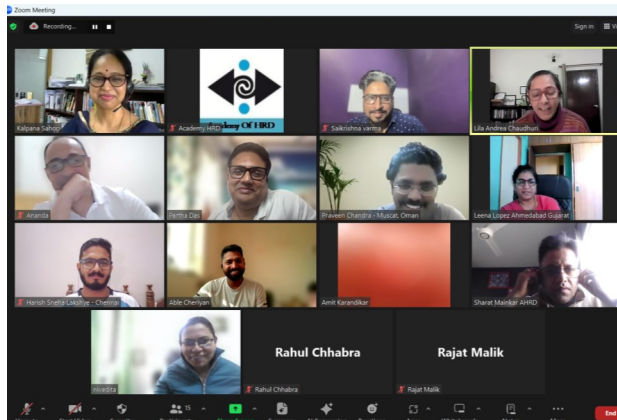 Zoom Meeting
Recording...
Sign in
Kalpana Sahoo
Academy Of HRD
Academy HRD
Saikrishna varma
Lila Andrea Chaudhuri
Ananda
Partha Das
Praveen Chandra - Muscat, Oman
Leena Lopez Ahmedabad Gujarat
Harish Sneha Lakshme - Chennai
Able Cheriyan
Amit Karandikar
Sharat Mainkar AHRD
Nivedita
Rahul Chhabra
Rahul Chhabra
Rajat Malik
Rajat Malik
15
End